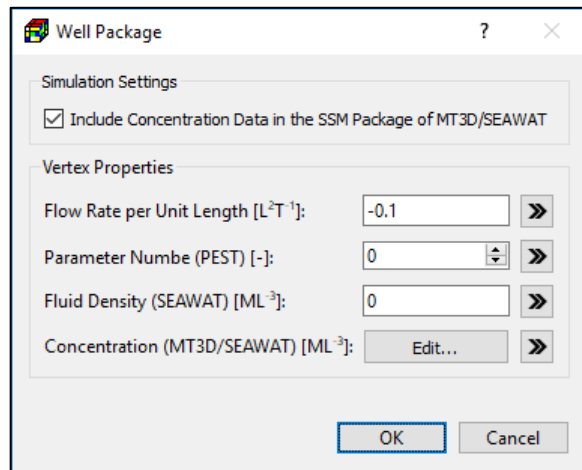 Well Package ?
Simulation Settings
Include Concentration Data in the SSM Package of MT3D/SEAWAT
Vertex Properties
Flow Rate per Unit Length [L²T⁻¹]: -0.1
Parameter Numbe (PEST) [-]: 0
Fluid Density (SEAWAT) [ML⁻³]: 0
Concentration (MT3D/SEAWAT) [ML⁻³]: Edit...
OK Cancel